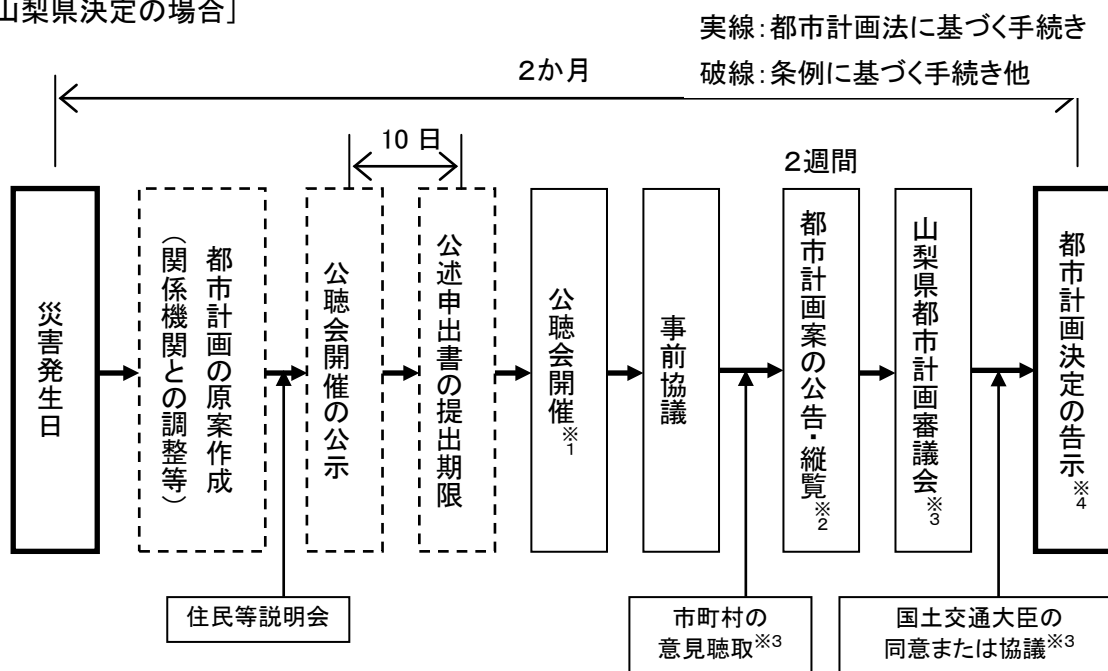 山梨県決定の場合］
実線：都市計画法に基づく手続き
破線：条例に基づく手続き他
２か月
10 日
２週間
災害発生日
都市計画の原案作成
（関係機関との調整等）
公聴会開催の公示
公述申出書の提出期限
公聴会開催※1
事前協議
都市計画案の公告・縦覧※2
山梨県都市計画審議会※3
都市計画決定の告示※4
住民等説明会
市町村の
意見聴取※3
国土交通大臣の
同意または協議※3